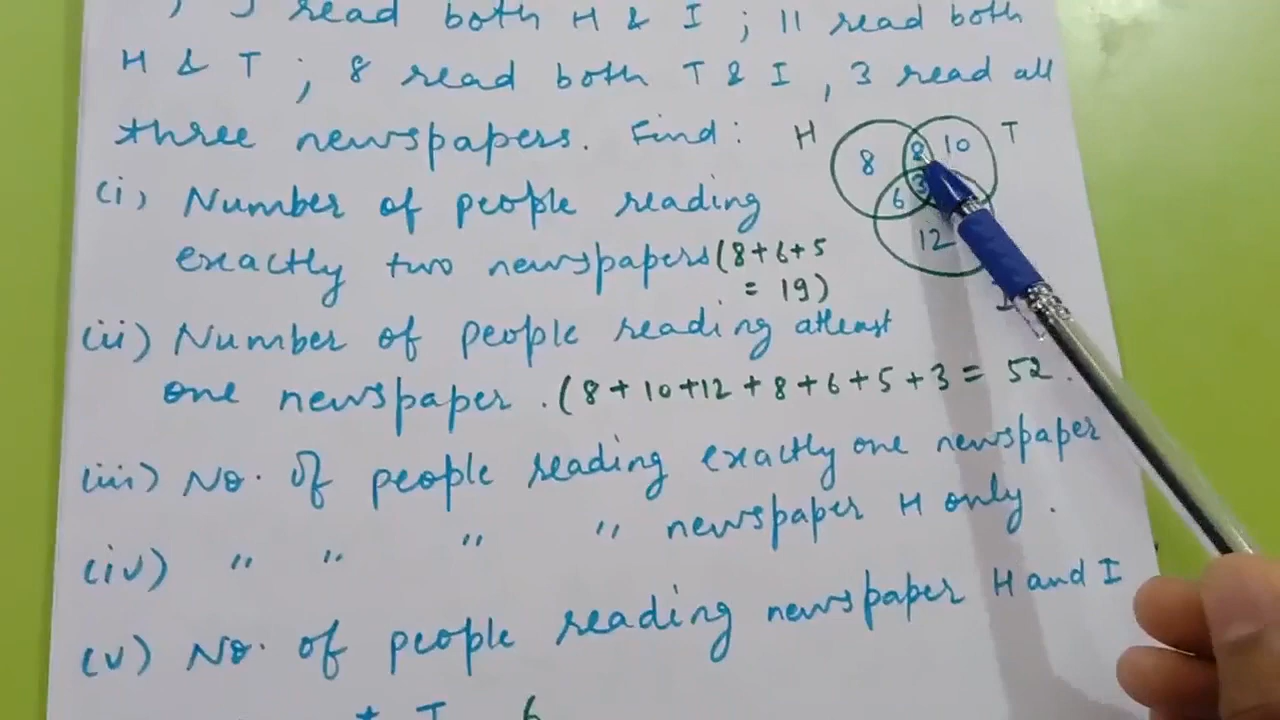 read both H & I ; 11 read both
H & T ; 8 read both T & I , 3 read all
three newspapers. Find :
H T
8 8 10
3
6
12
(i) Number of people reading
exactly two newspapers (8+6+5
= 19)
(ii) Number of people reading atleast
one newspaper . (8 + 10 +12 + 8 + 6 + 5 + 3 = 52 .
(iii) No. of people reading exactly one newspaper
(iv) " " " " newspaper H only .
(v) No. of people reading newspaper H and I
T 6